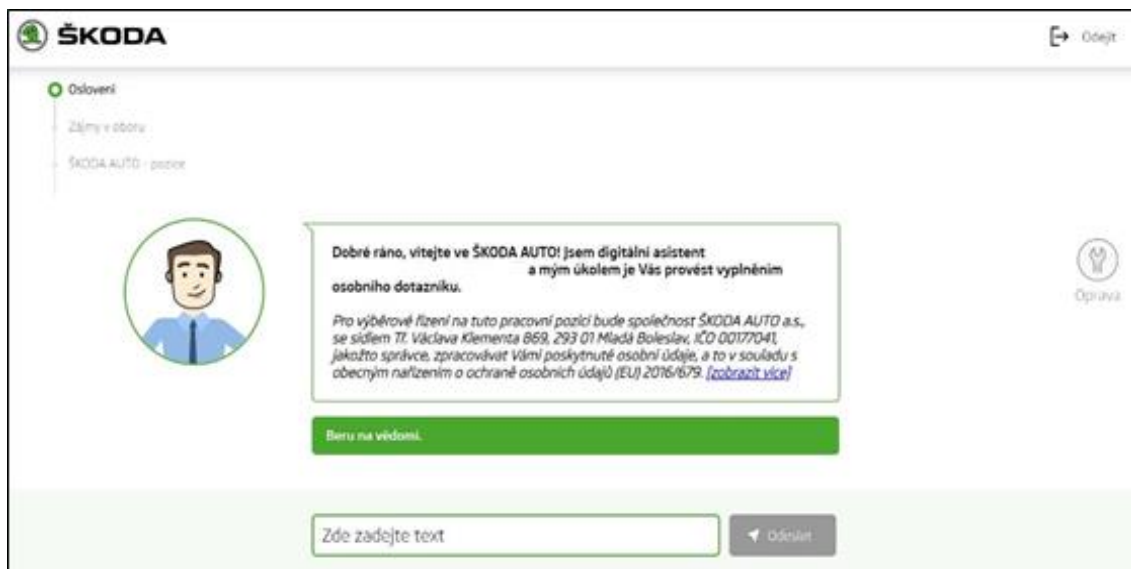 ŠKODA
Odejít
Oslovení
Zájmy v oboru
ŠKODA AUTO - pozice
Dobré ráno, vítejte ve ŠKODA AUTO! Jsem digitální asistent
a mým úkolem je Vás provést vyplněním
osobního dotazníku.
Pro výběrové řízení na tuto pracovní pozici bude společnost ŠKODA AUTO a.s.,
se sídlem Tř. Václava Klementa 869, 293 01 Mladá Boleslav, IČO 00177041,
jakožto správce, zpracovávat Vámi poskytnuté osobní údaje, a to v souladu s
obecným nařízením o ochraně osobních údajů (EU) 2016/679. [zobrazit více]
Oprava
Beru na vědomí.
Zde zadejte text
Odeslat